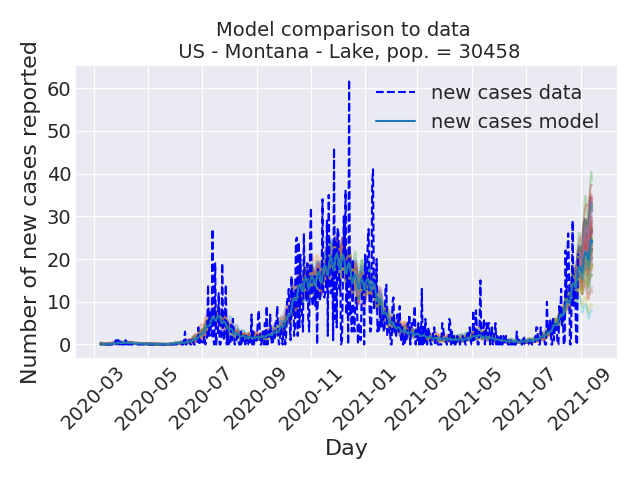 Model comparison to data
US - Montana - Lake, pop. = 30458
Number of new cases reported
60
50
40
30
20
10
0
new cases data
new cases model
2020-03
2020-05
2020-07
2020-09
2020-11
2021-01
2021-03
2021-05
2021-07
2021-09
Day